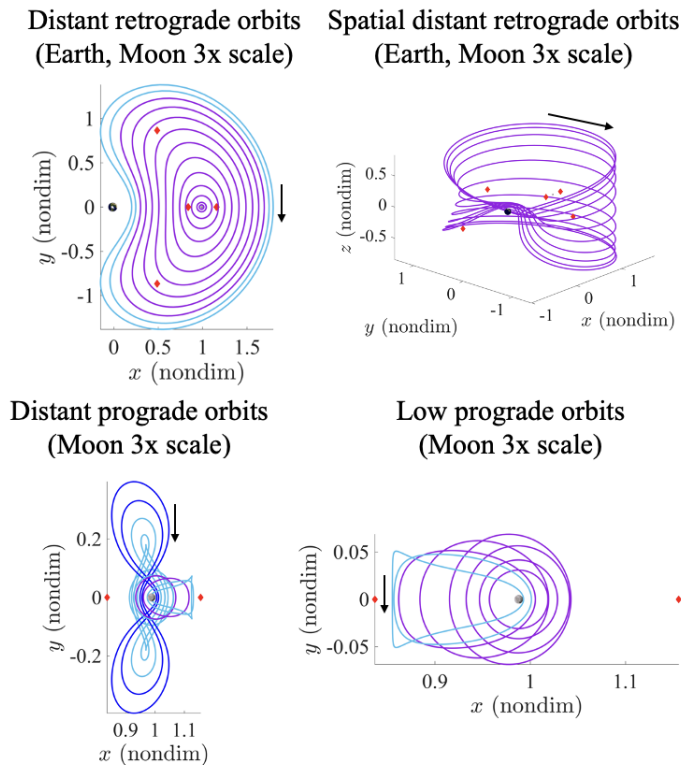 Distant retrograde orbits
(Earth, Moon 3x scale)
1
0.5
0
-0.5
-1
y (nondim)
0
0.5
1
1.5
x (nondim)
Spatial distant retrograde orbits
(Earth, Moon 3x scale)
0.5
0
-0.5
z (nondim)
1
0
-1
y (nondim)
-1
0
1
x (nondim)
Distant prograde orbits
(Moon 3x scale)
0.2
0
-0.2
y (nondim)
0.9
1
1.1
x (nondim)
Low prograde orbits
(Moon 3x scale)
0.05
0
-0.05
y (nondim)
0.9
1
1.1
x (nondim)